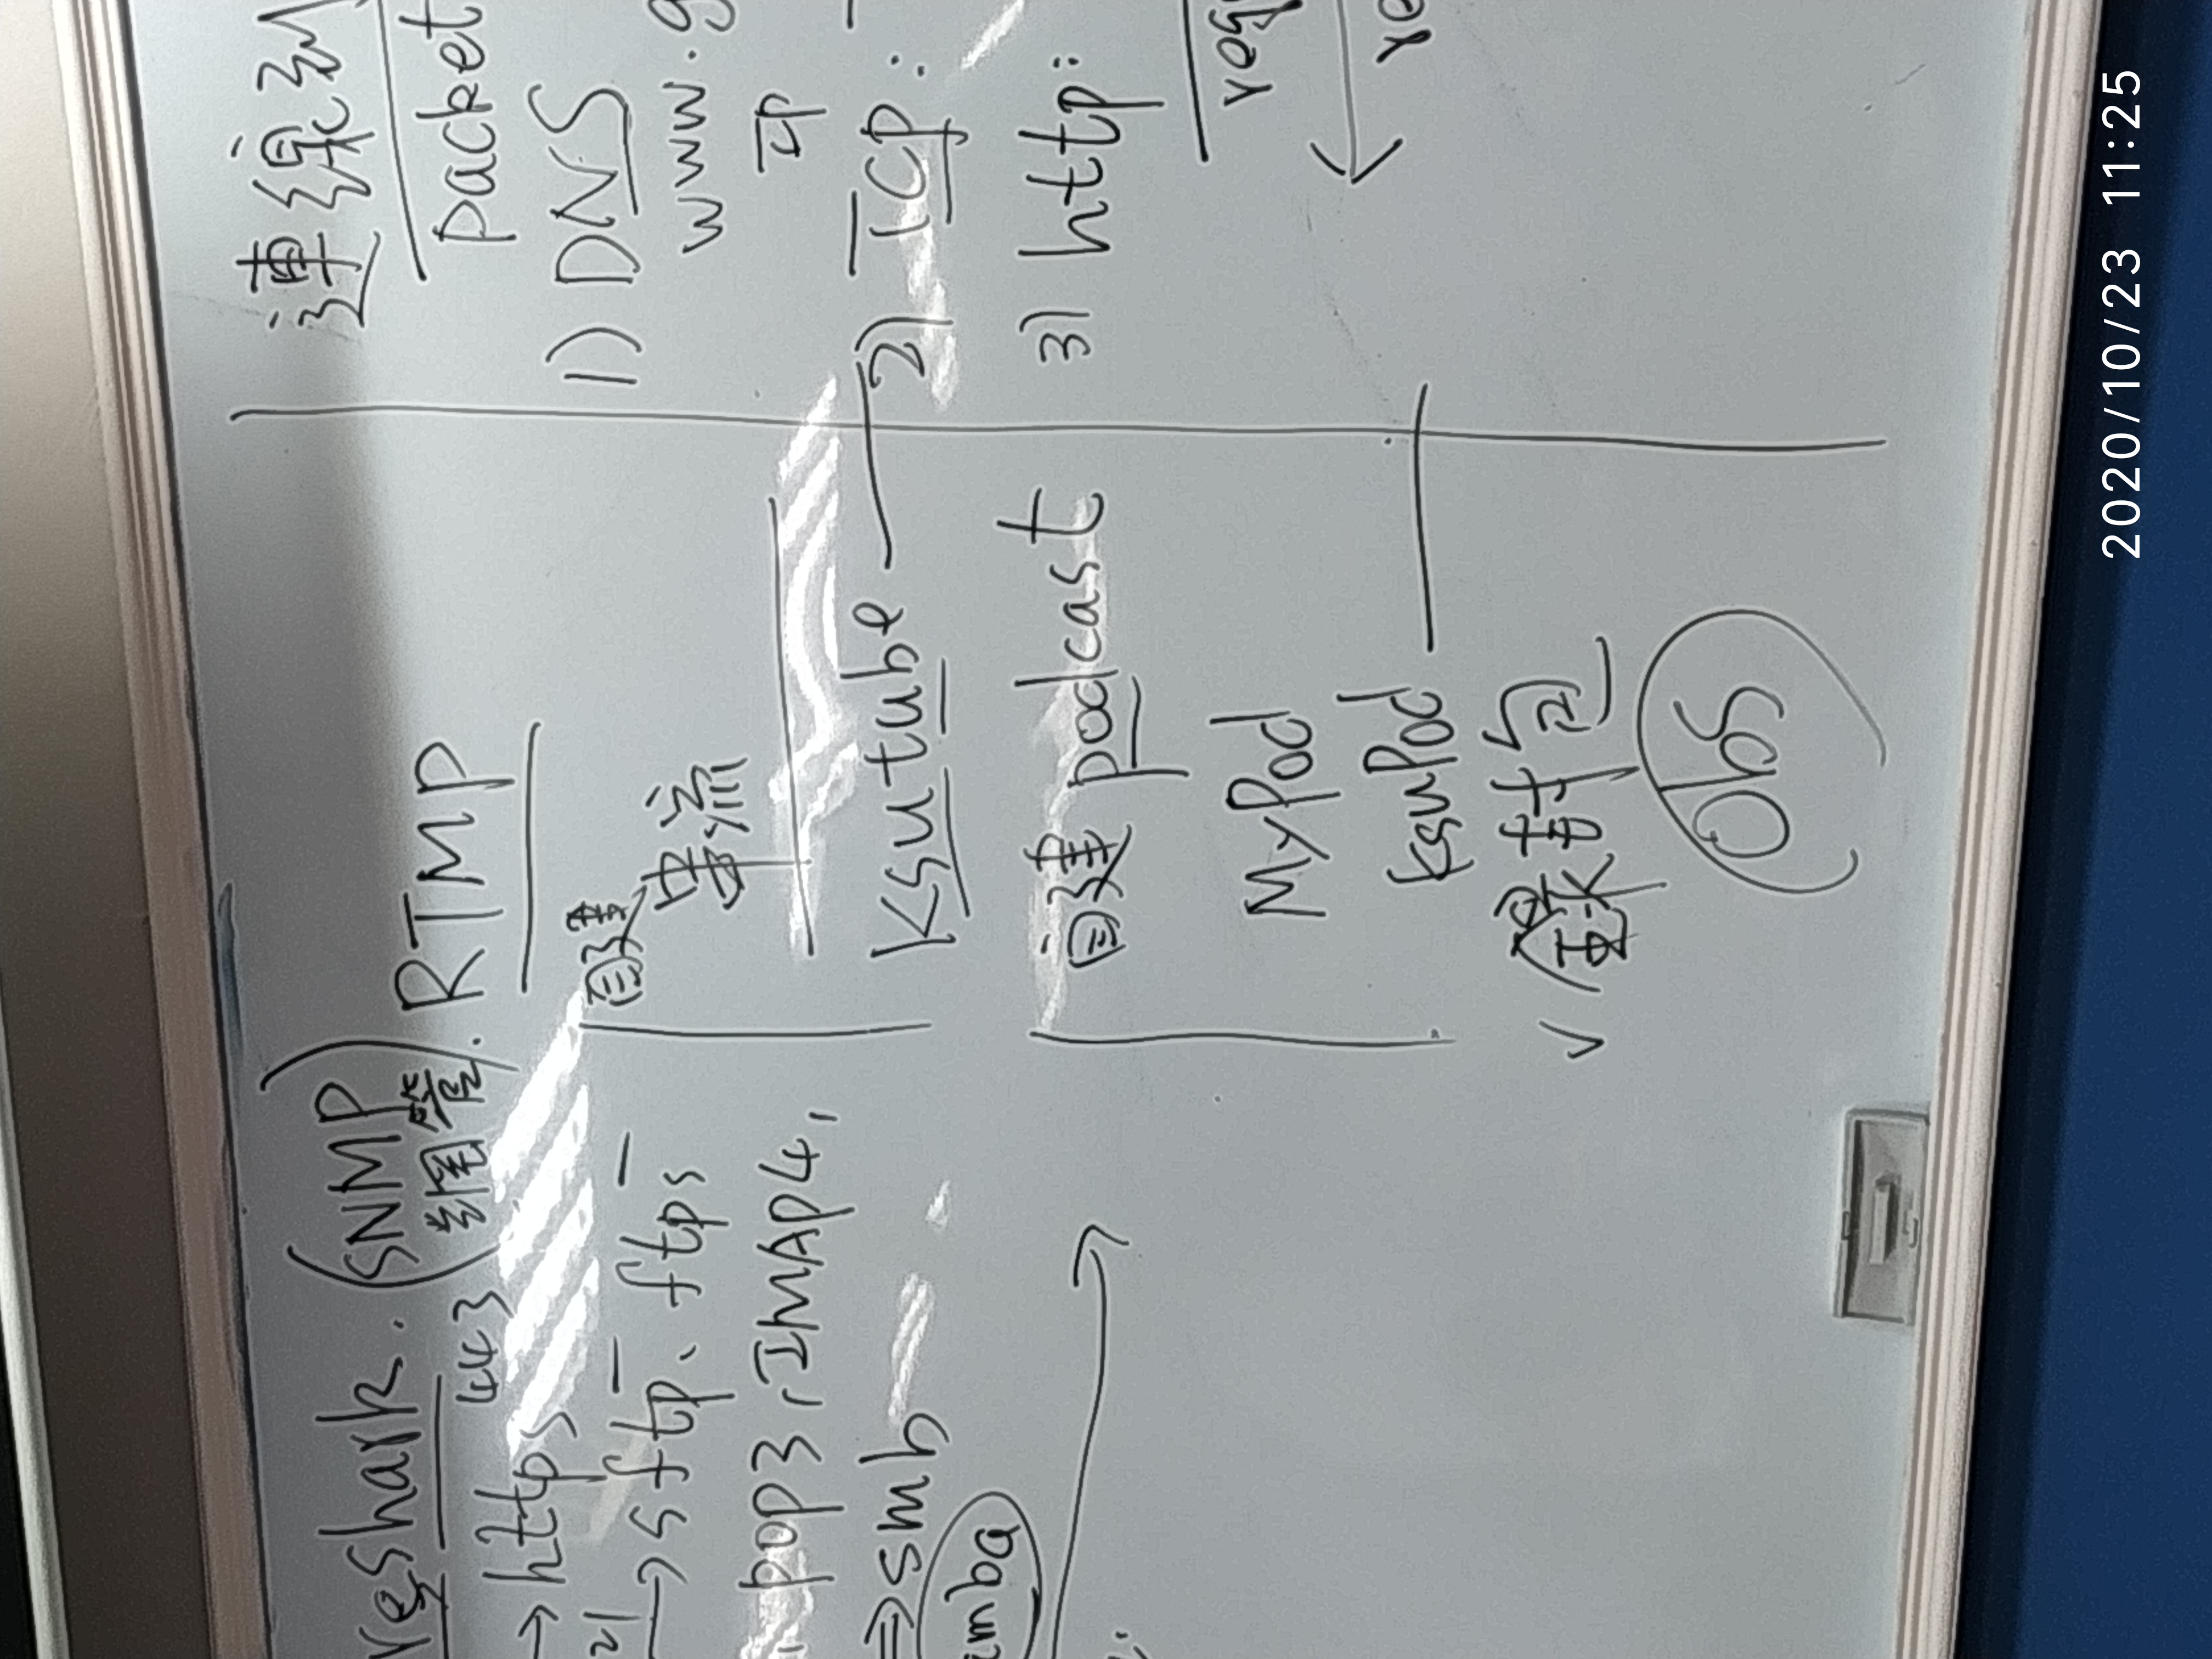 reshark. (SNMP
網管). RTMP
443
→ https
21
→ sftp、ftps
pop3, IMAP4,
⇒ smb
amba
自建
串流
Ksutube
自建 podcast
MyPod
KsuPod
✓ 錄封包
Obs
連線到
packet
1) DNS
www.g
IP
2) TCP:
3) http:
requ
←
re
2020/10/23 11:25